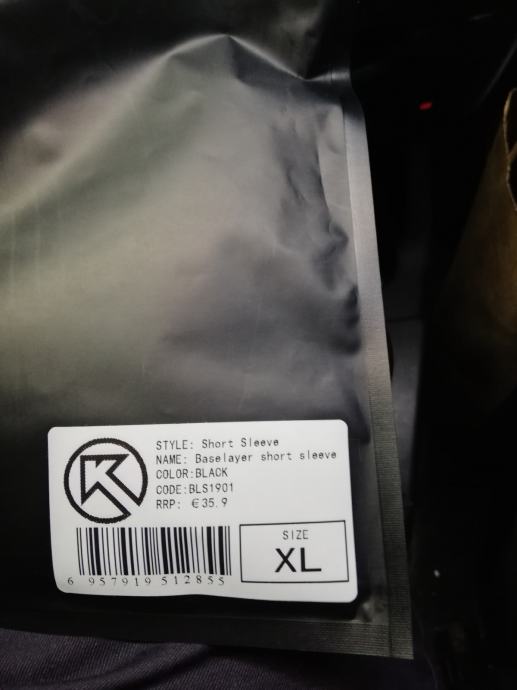 STYLE: Short Sleeve
NAME: Baselayer short sleeve
COLOR:BLACK
CODE:BLS1901
RRP: €35.9
SIZE
XL
6 957919 512855